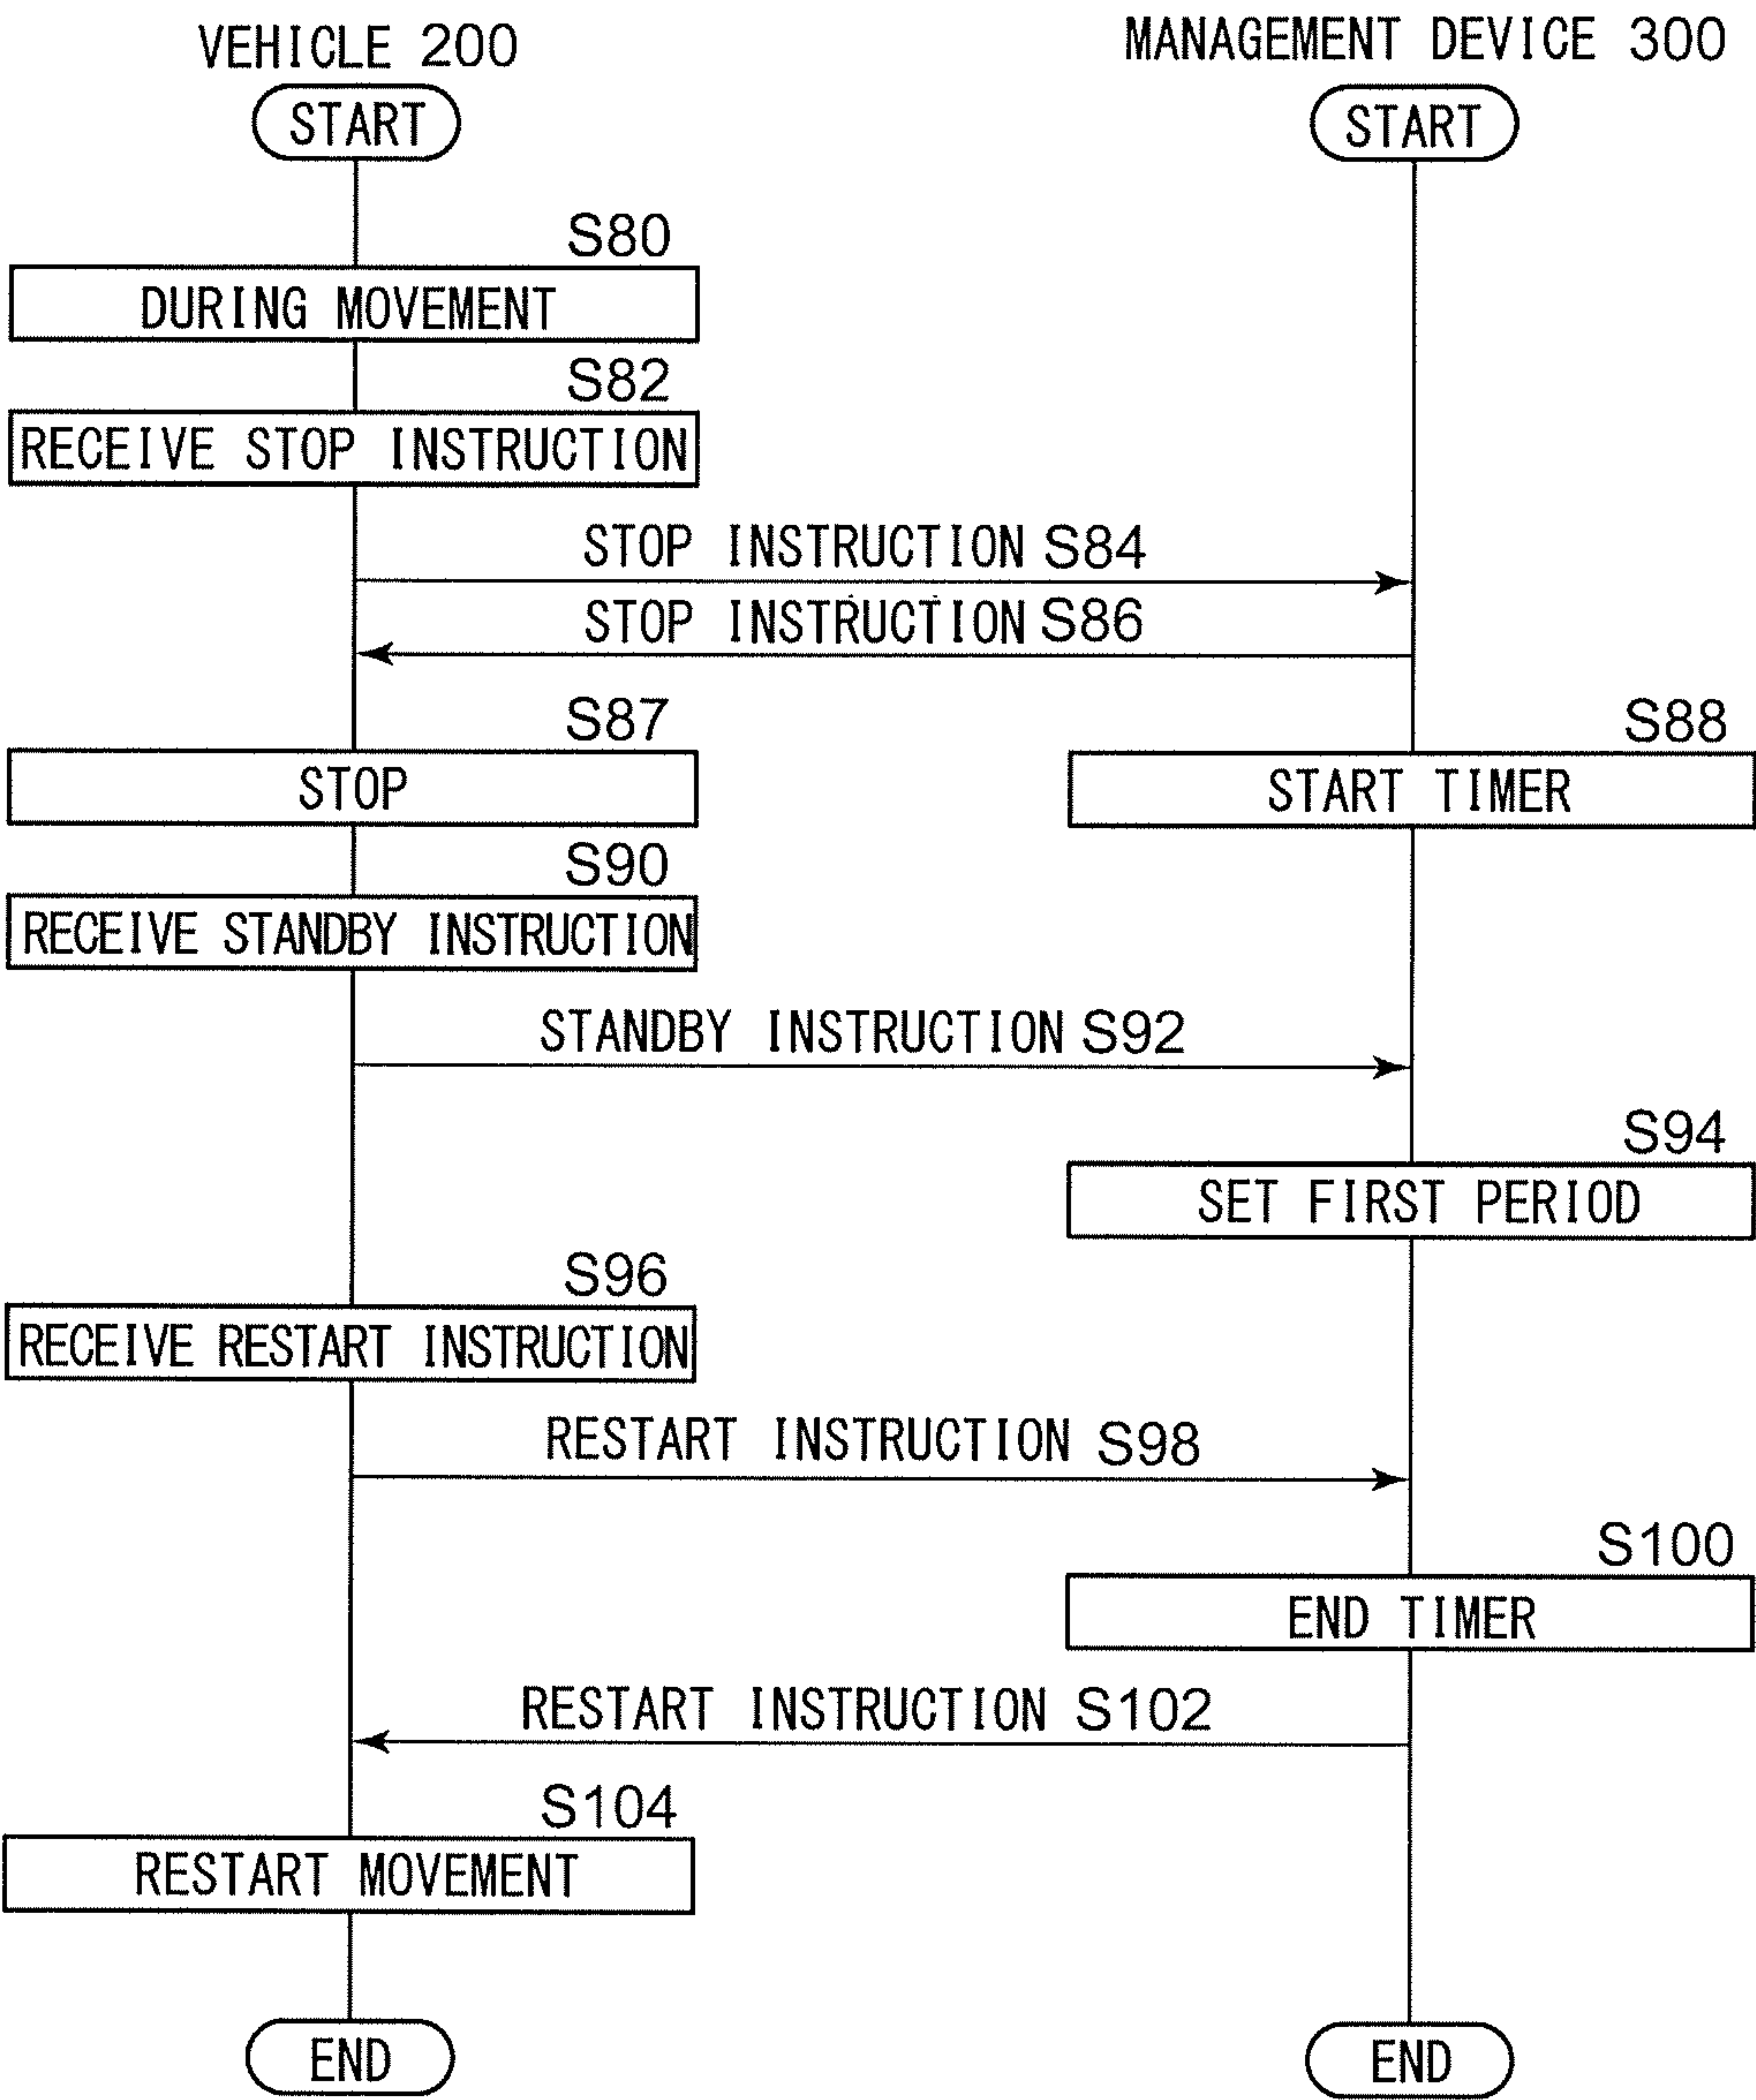 VEHICLE 200
MANAGEMENT DEVICE 300
START
START
S80
DURING MOVEMENT
S82
RECEIVE STOP INSTRUCTION
STOP INSTRUCTION S84
STOP INSTRUCTION S86
S87
STOP
S88
START TIMER
S90
RECEIVE STANDBY INSTRUCTION
STANDBY INSTRUCTION S92
S94
SET FIRST PERIOD
S96
RECEIVE RESTART INSTRUCTION
RESTART INSTRUCTION S98
S100
END TIMER
RESTART INSTRUCTION S102
S104
RESTART MOVEMENT
END
END